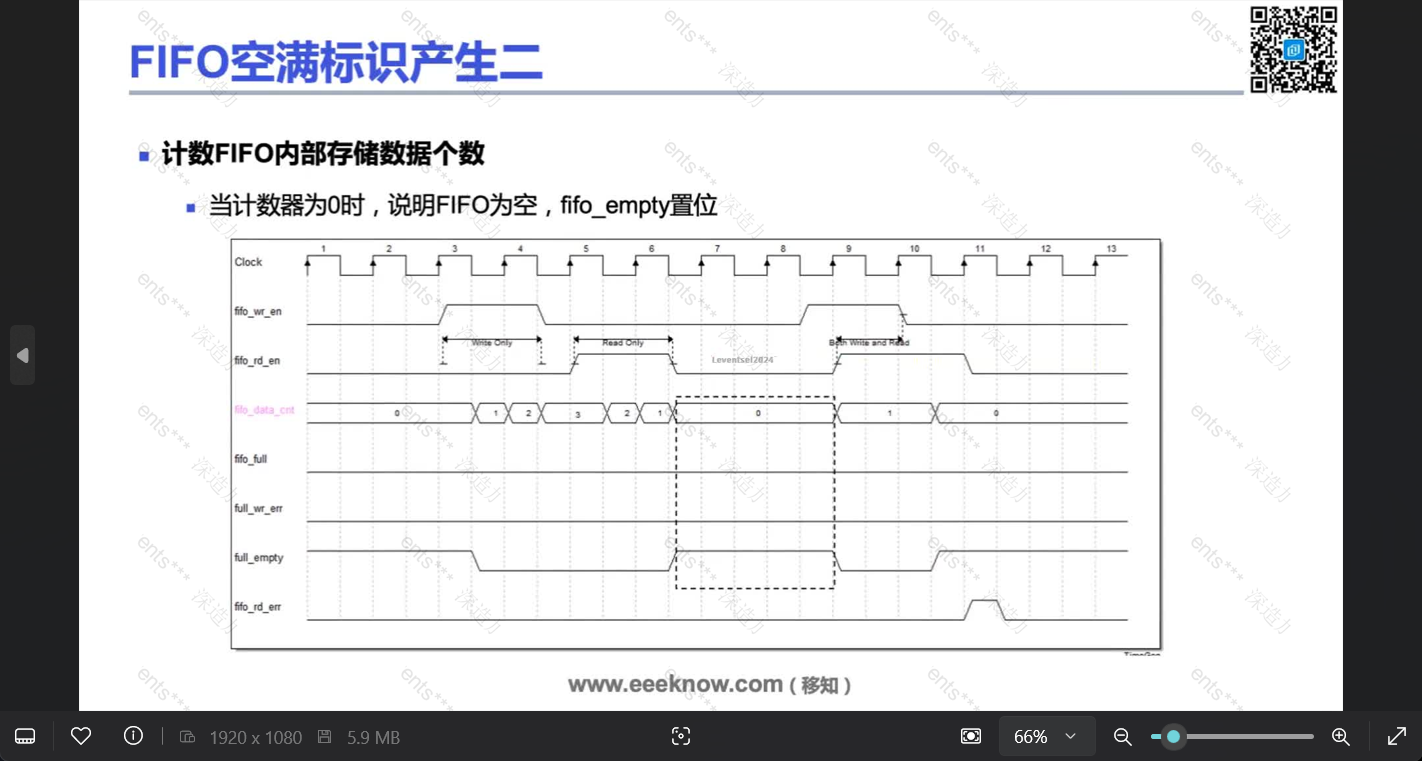 FIFO空满标识产生二
计数FIFO内部存储数据个数
当计数器为0时，说明FIFO为空，fifo_empty置位
1 2 3 4 5 6 7 8 9 10 11 12 13
Clock
fifo_wr_en
Write Only Read Only Both Write and Read
fifo_rd_en
Leventsel2024
fifo_data_cnt 0 1 2 3 2 1 0 1 0
fifo_full
full_wr_err
full_empty
fifo_rd_err
TimeGen
www.eeeknow.com（移知）
1920 x 1080 5.9 MB 66%